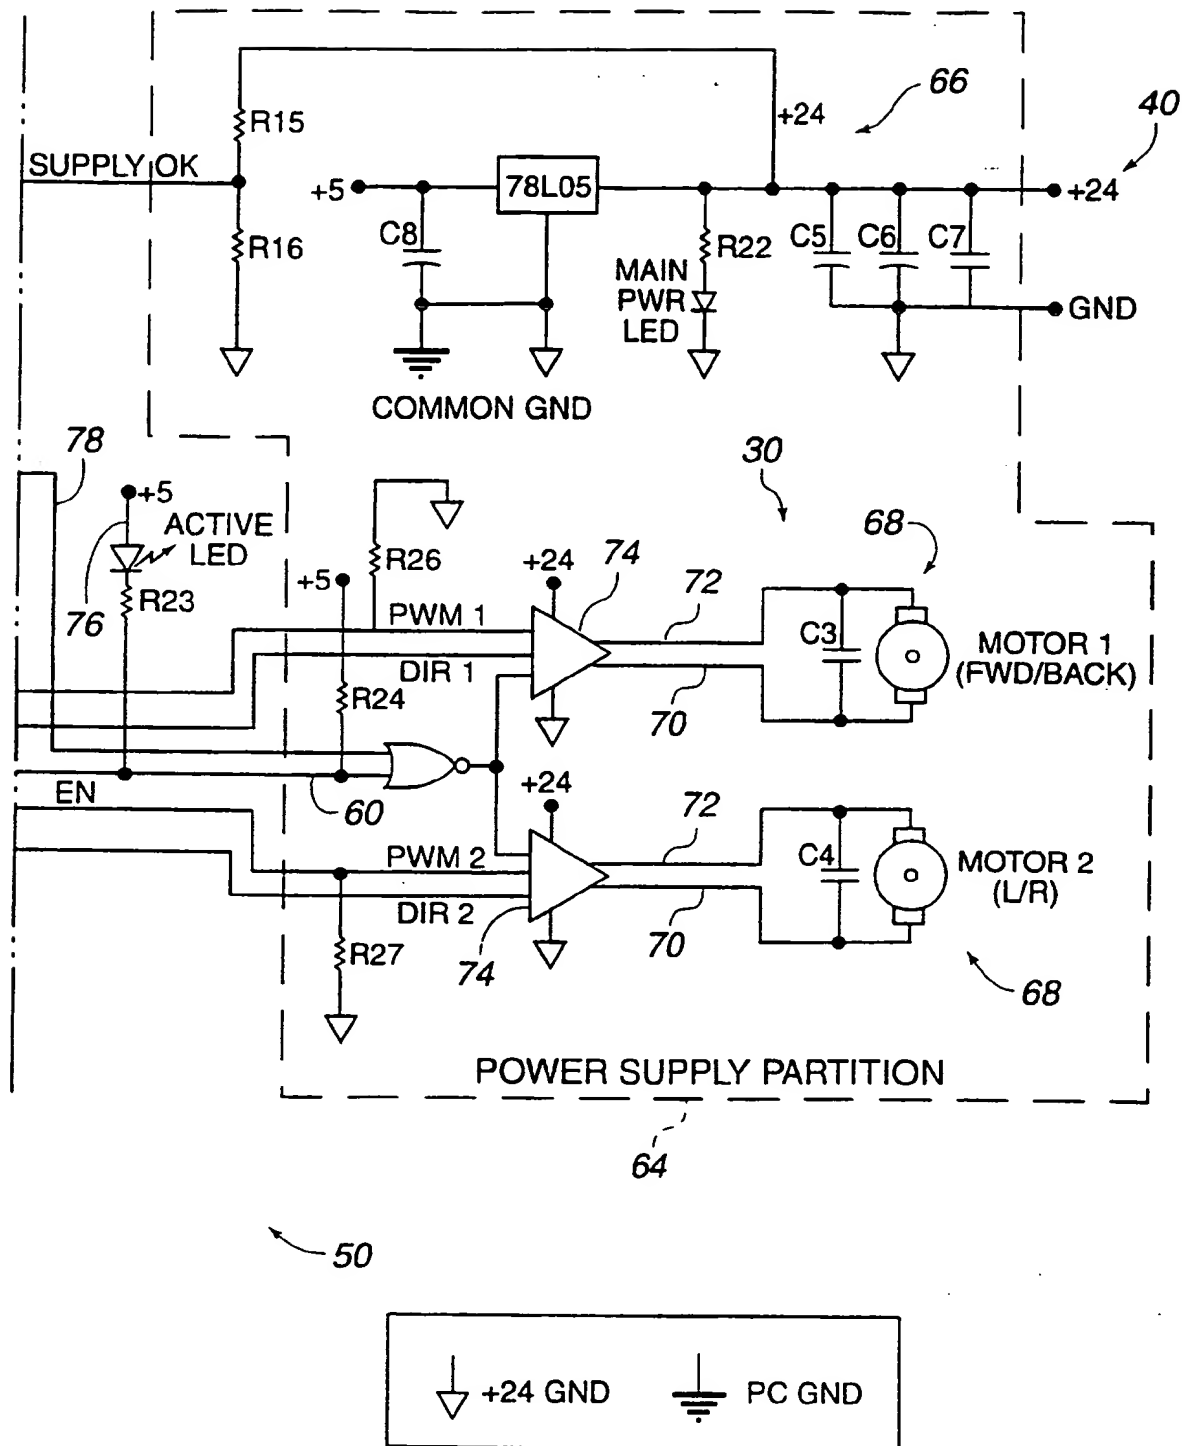 66
40
+24
R15
SUPPLY OK
+5
78L05
+24
R16
C8
R22
C5
C6
C7
MAIN
PWR
LED
GND
COMMON GND
78
30
+5
ACTIVE
LED
68
76
R23
+5
R26
+24
74
72
PWM 1
C3
MOTOR 1
(FWD/BACK)
DIR 1
R24
70
EN
60
+24
72
PWM 2
C4
MOTOR 2
(L/R)
DIR 2
70
R27
74
68
POWER SUPPLY PARTITION
64
50
+24 GND
PC GND